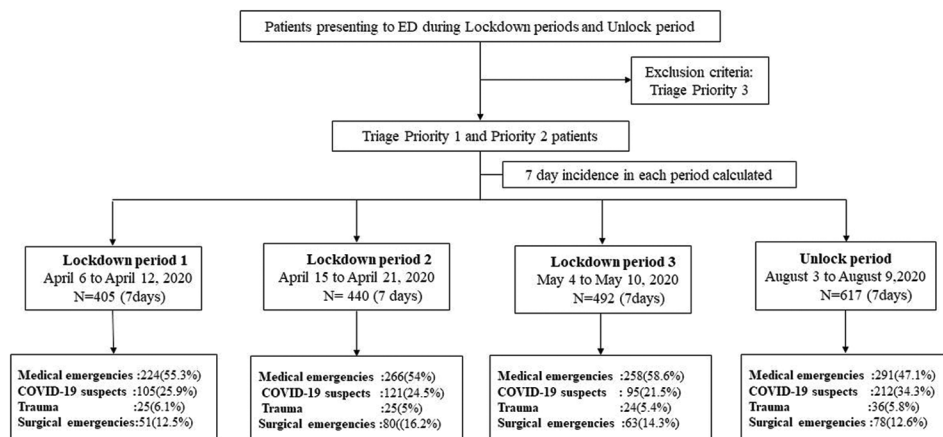 Patients presenting to ED during Lockdown periods and Unlock period
Exclusion criteria:
Triage Priority 3
Triage Priority 1 and Priority 2 patients
7 day incidence in each period calculated
Lockdown period 1
April 6 to April 12, 2020
N=405 (7days)
Lockdown period 2
April 15 to April 21, 2020
N= 440 (7 days)
Lockdown period 3
May 4 to May 10, 2020
N=492 (7days)
Unlock period
August 3 to August 9,2020
N=617 (7days)
Medical emergencies :224(55.3%)
COVID-19 suspects :105(25.9%)
Trauma :25(6.1%)
Surgical emergencies:51(12.5%)
Medical emergencies :266(54%)
COVID-19 suspects :121(24.5%)
Trauma :25(5%)
Surgical emergencies :80((16.2%)
Medical emergencies :258(58.6%)
COVID-19 suspects : 95(21.5%)
Trauma :24(5.4%)
Surgical emergencies :63(14.3%)
Medical emergencies :291(47.1%)
COVID-19 suspects :212(34.3%)
Trauma :36(5.8%)
Surgical emergencies :78(12.6%)